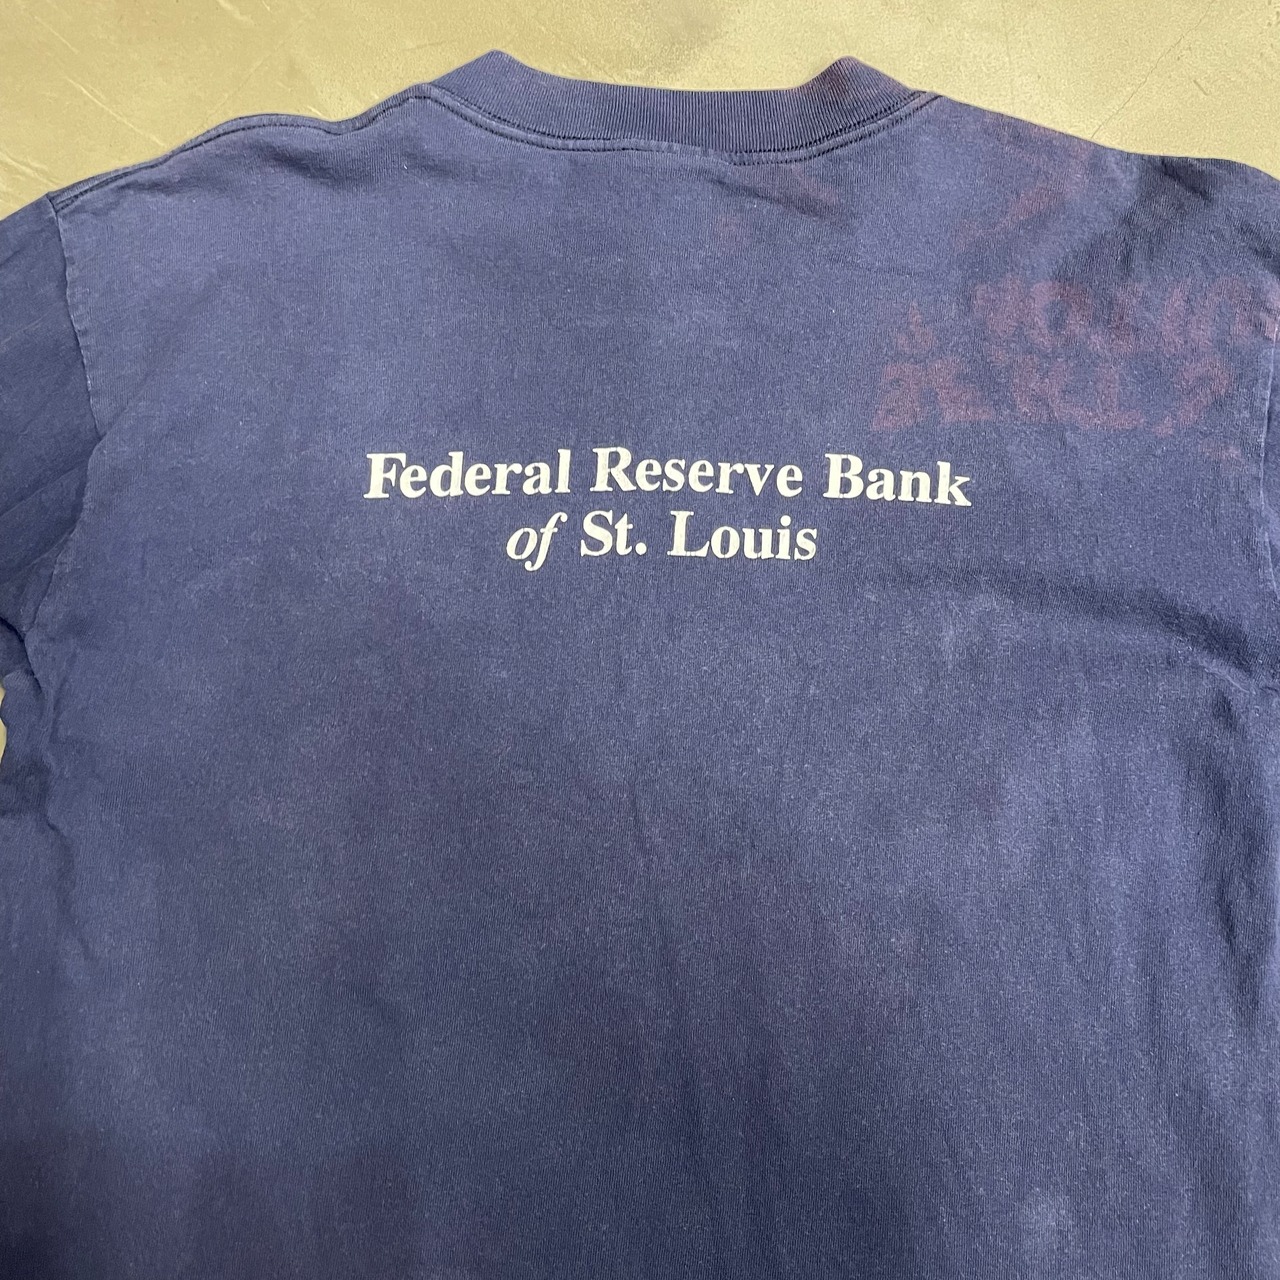 Federal Reserve Bank
of St. Louis